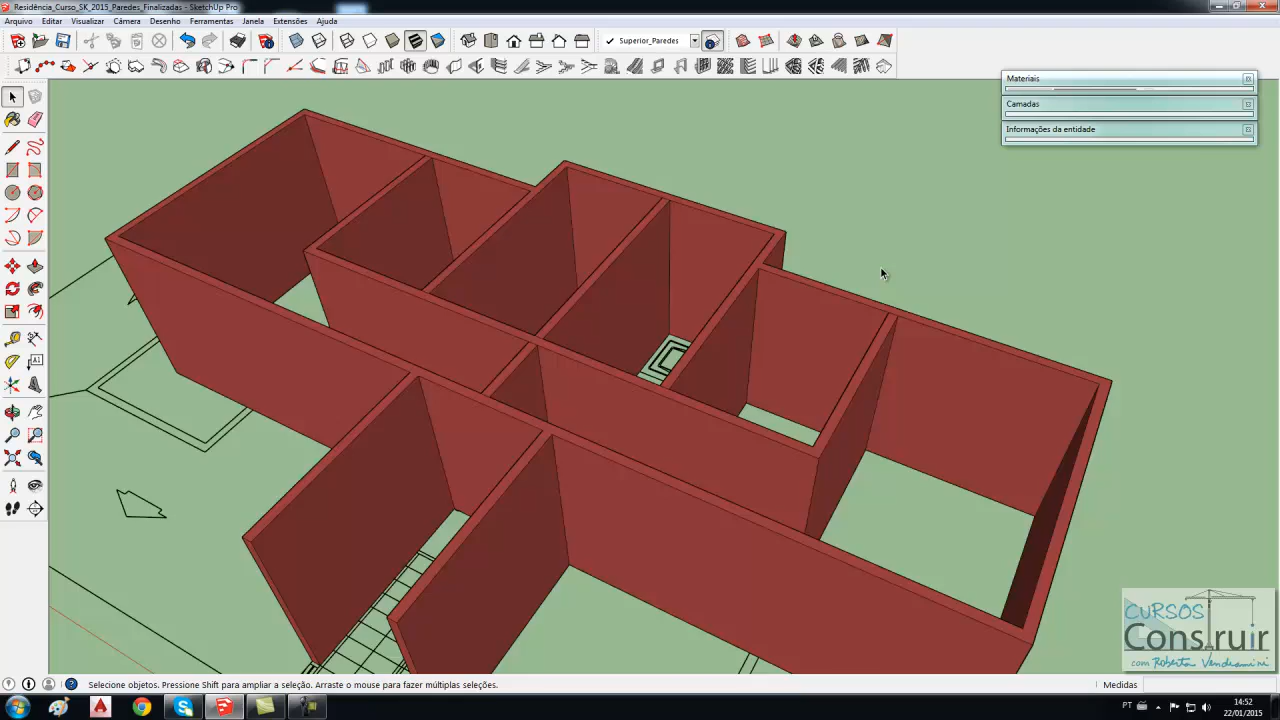 Residência_Curso_SK_2015_Paredes_Finalizadas - SketchUp Pro
Arquivo Editar Visualizar Câmera Desenho Ferramentas Janela Extensões Ajuda
Superior_Paredes
Materiais
Camadas
Informações da entidade
CURSOS
Construir
com Roberta Vendramini
Selecione objetos. Pressione Shift para ampliar a seleção. Arraste o mouse para fazer múltiplas seleções.
Medidas
PT
14:52
22/01/2015